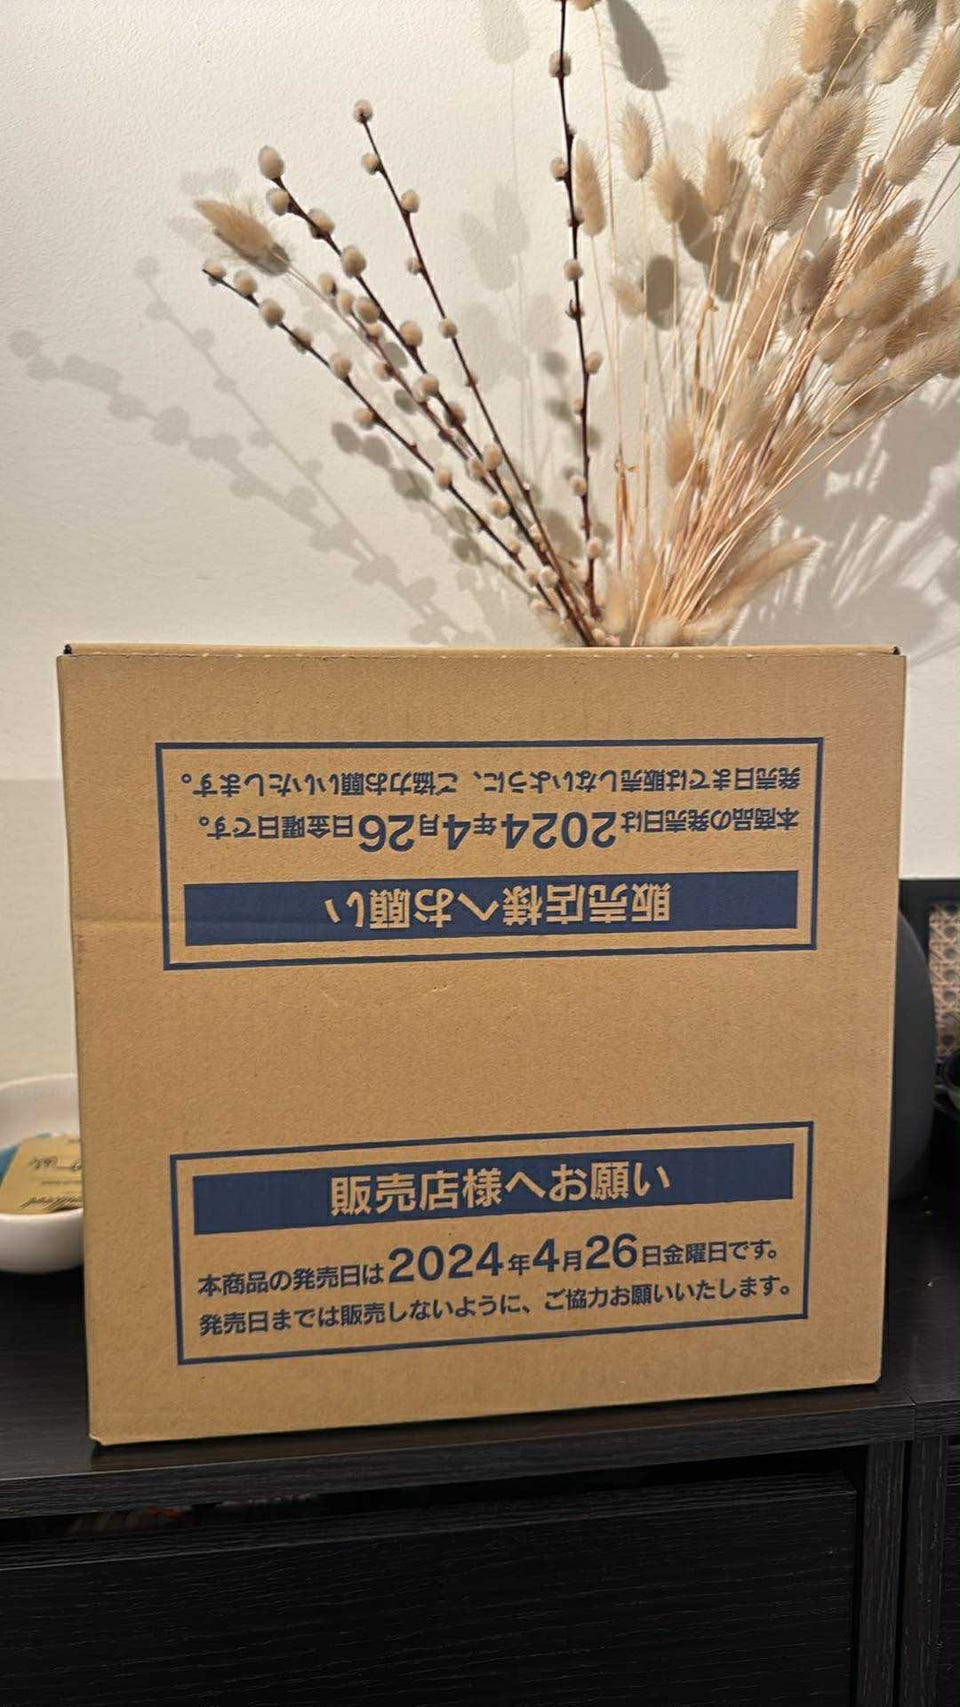 発売日までは販売しないように、ご協力お願いいたします。
本商品の発売日は2024年4月26日金曜日です。
販売店様へお願い
販売店様へお願い
本商品の発売日は2024年4月26日金曜日です。
発売日までは販売しないように、ご協力お願いいたします。